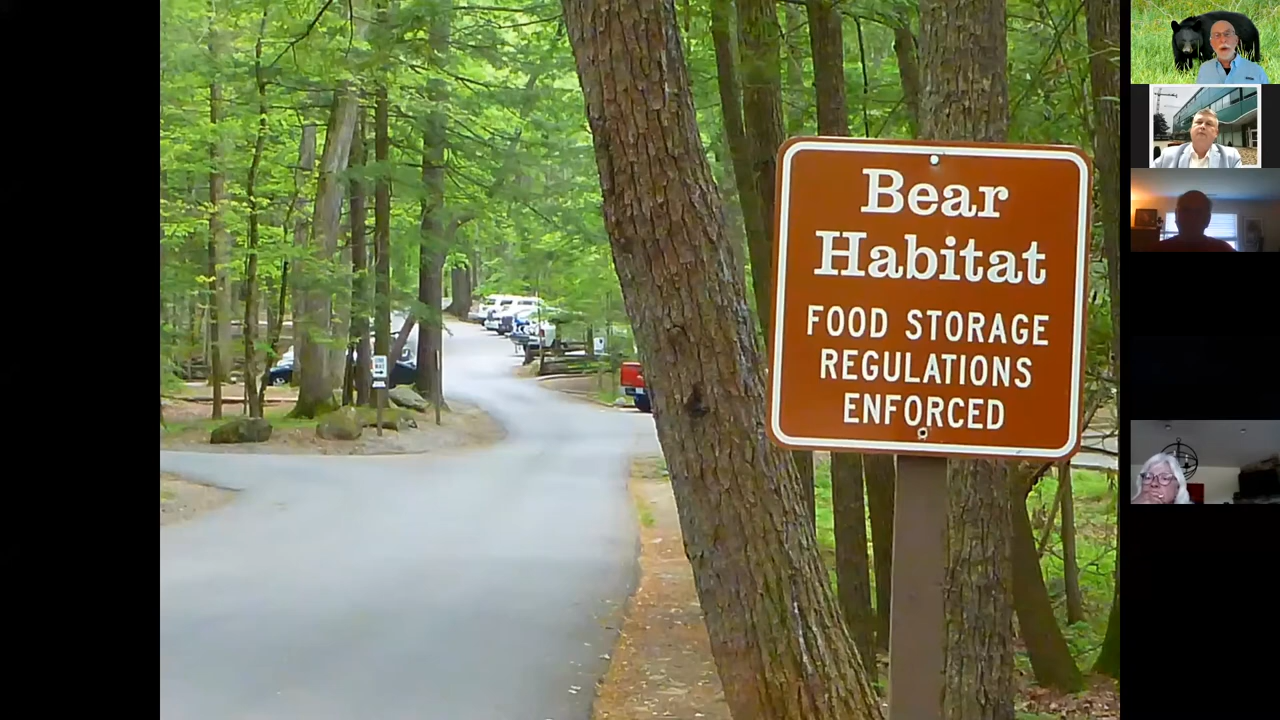 Bear
Habitat
FOOD STORAGE
REGULATIONS
ENFORCED